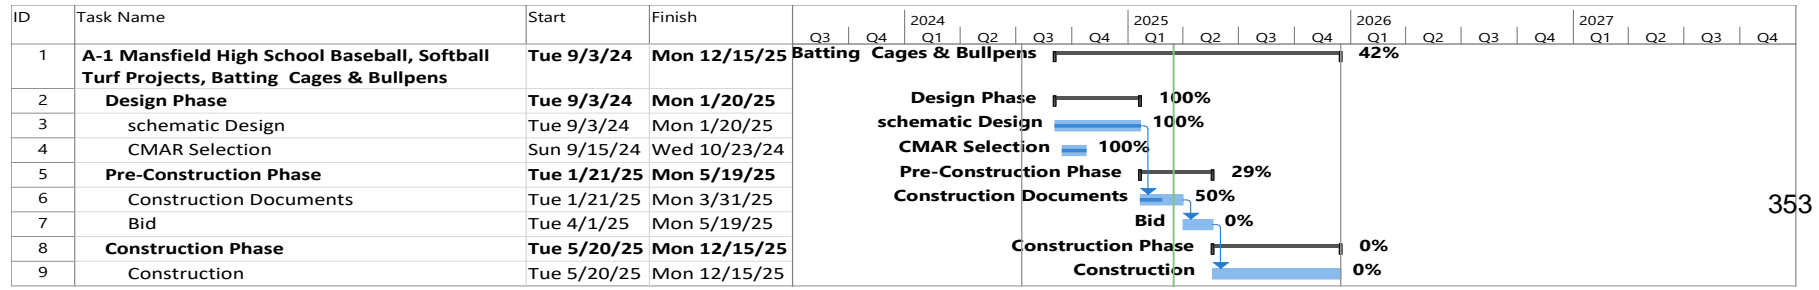 ID Task Name Start Finish 2024 2025 2026 2027
Q3 Q4 Q1 Q2 Q3 Q4 Q1 Q2 Q3 Q4 Q1 Q2 Q3 Q4 Q1 Q2 Q3 Q4
1 A-1 Mansfield High School Baseball, Softball Tue 9/3/24 Mon 12/15/25 Batting Cages & Bullpens 42%
Turf Projects, Batting Cages & Bullpens
2 Design Phase Tue 9/3/24 Mon 1/20/25 Design Phase 100%
3 schematic Design Tue 9/3/24 Mon 1/20/25 schematic Design 100%
4 CMAR Selection Sun 9/15/24 Wed 10/23/24 CMAR Selection 100%
5 Pre-Construction Phase Tue 1/21/25 Mon 5/19/25 Pre-Construction Phase 29%
6 Construction Documents Tue 1/21/25 Mon 3/31/25 Construction Documents 50%
353
7 Bid Tue 4/1/25 Mon 5/19/25 Bid 0%
8 Construction Phase Tue 5/20/25 Mon 12/15/25 Construction Phase 0%
9 Construction Tue 5/20/25 Mon 12/15/25 Construction 0%